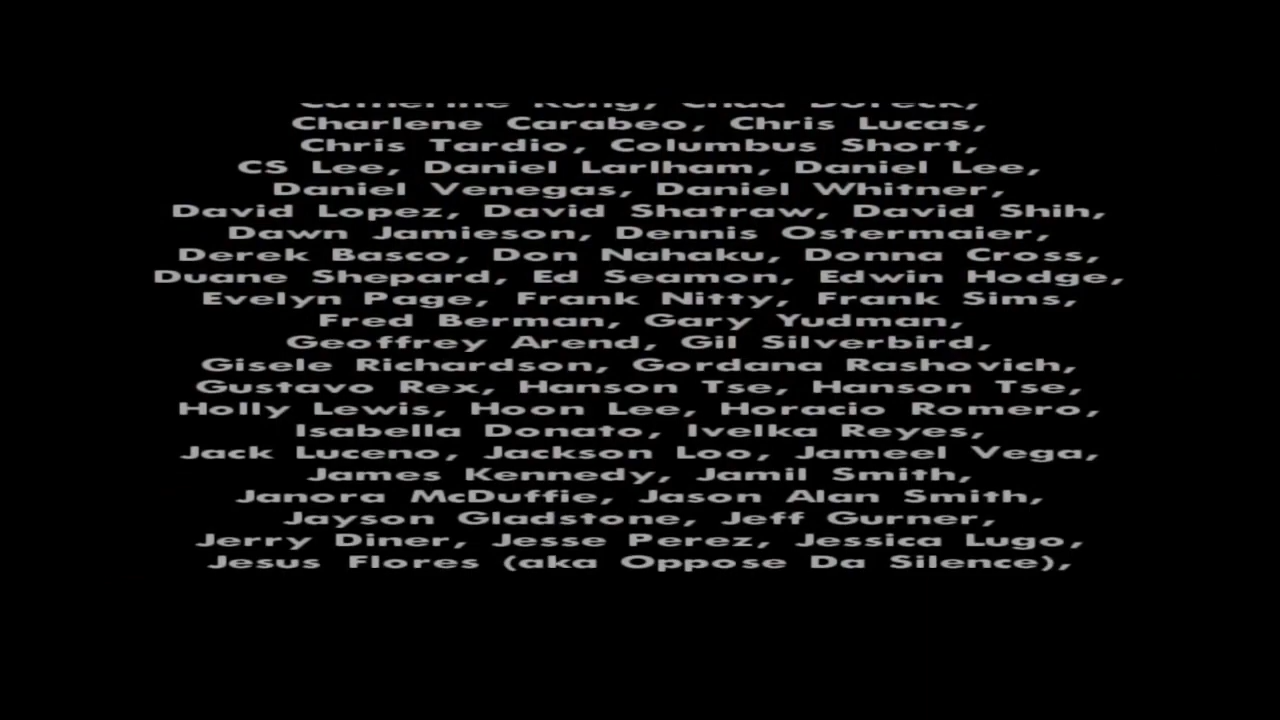 Charlene Carabeo, Chris Lucas,
Chris Tardio, Columbus Short,
CS Lee, Daniel Larlham, Daniel Lee,
Daniel Venegas, Daniel Whitner,
David Lopez, David Shatraw, David Shih,
Dawn Jamieson, Dennis Ostermaier,
Derek Basco, Don Nahaku, Donna Cross,
Duane Shepard, Ed Seamon, Edwin Hodge,
Evelyn Page, Frank Nitty, Frank Sims,
Fred Berman, Gary Yudman,
Geoffrey Arend, Gil Silverbird,
Gisele Richardson, Gordana Rashovich,
Gustavo Rex, Hanson Tse, Hanson Tse,
Holly Lewis, Hoon Lee, Horacio Romero,
Isabella Donato, Ivelka Reyes,
Jack Luceno, Jackson Loo, Jameel Vega,
James Kennedy, Jamil Smith,
Janora McDuffie, Jason Alan Smith,
Jayson Gladstone, Jeff Gurner,
Jerry Diner, Jesse Perez, Jessica Lugo,
Jesus Flores (aka Oppose Da Silence),